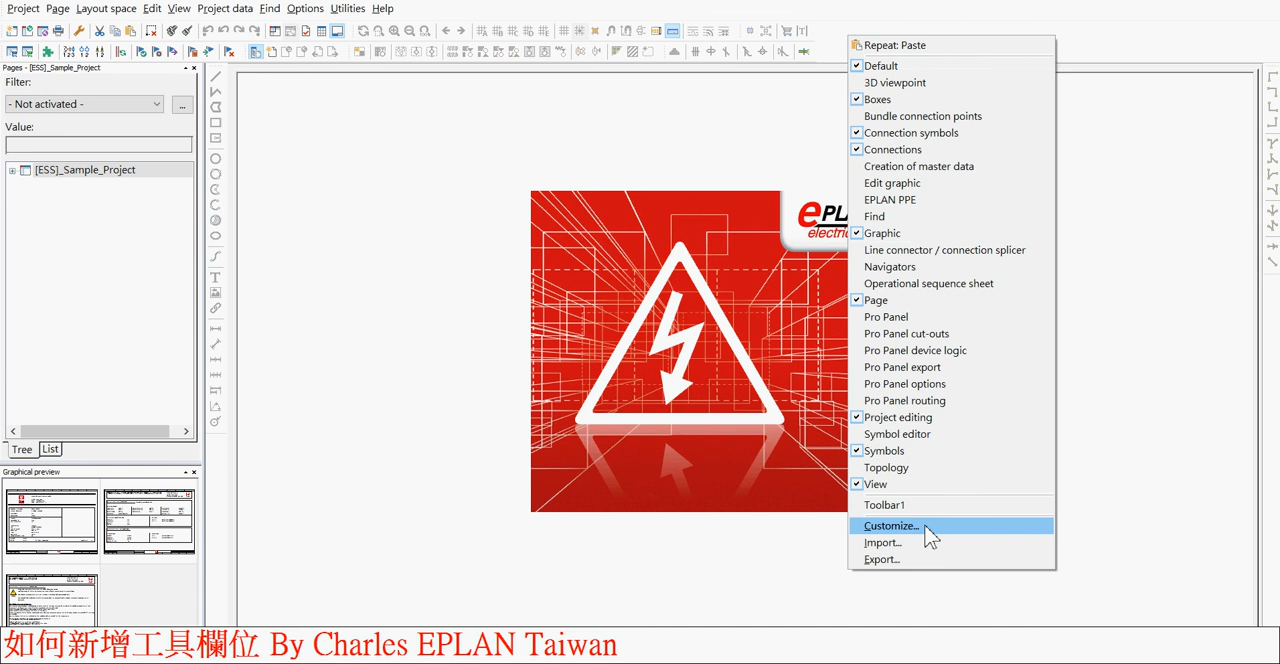 Project Page Layout space Edit View Project data Find Options Utilities Help
Pages - [ESS]_Sample_Project
Filter:
- Not activated -
...
Value:
[ESS]_Sample_Project
Tree List
Graphical preview
ePLA
electric
Repeat: Paste
Default
3D viewpoint
Boxes
Bundle connection points
Connection symbols
Connections
Creation of master data
Edit graphic
EPLAN PPE
Find
Graphic
Line connector / connection splicer
Navigators
Operational sequence sheet
Page
Pro Panel
Pro Panel cut-outs
Pro Panel device logic
Pro Panel export
Pro Panel options
Pro Panel routing
Project editing
Symbol editor
Symbols
Topology
View
Toolbar1
Customize...
Import...
Export...
如何新增工具欄位 By Charles EPLAN Taiwan